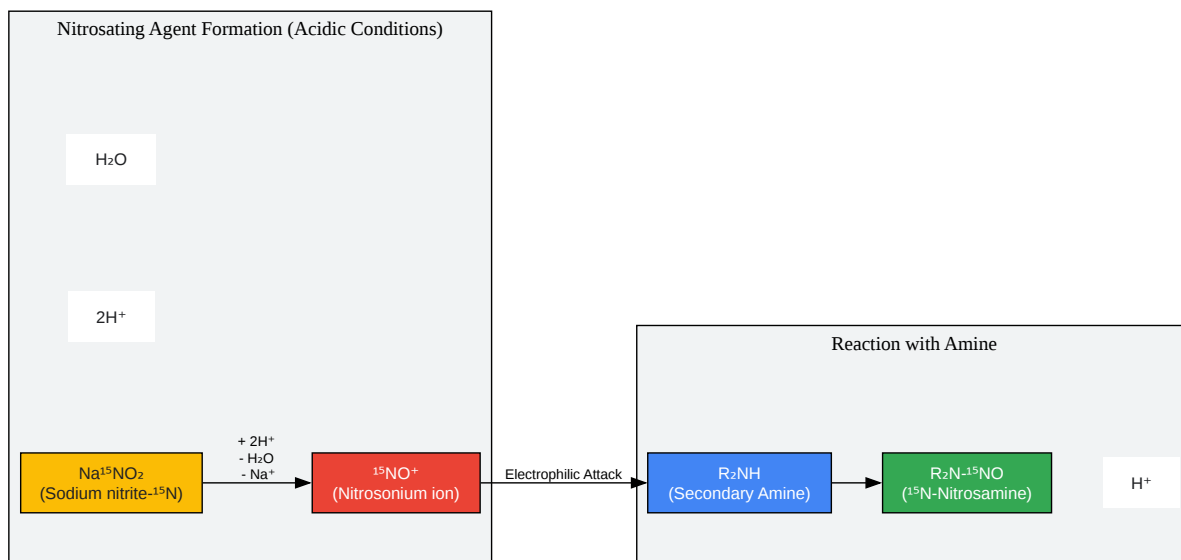 Nitrosating Agent Formation (Acidic Conditions)
H₂O
2H⁺
Na¹⁵NO₂
(Sodium nitrite-¹⁵N)
+ 2H⁺
- H₂O
- Na⁺
¹⁵NO⁺
(Nitrosonium ion)
Electrophilic Attack
Reaction with Amine
R₂NH
(Secondary Amine)
R₂N-¹⁵NO
(¹⁵N-Nitrosamine)
H⁺